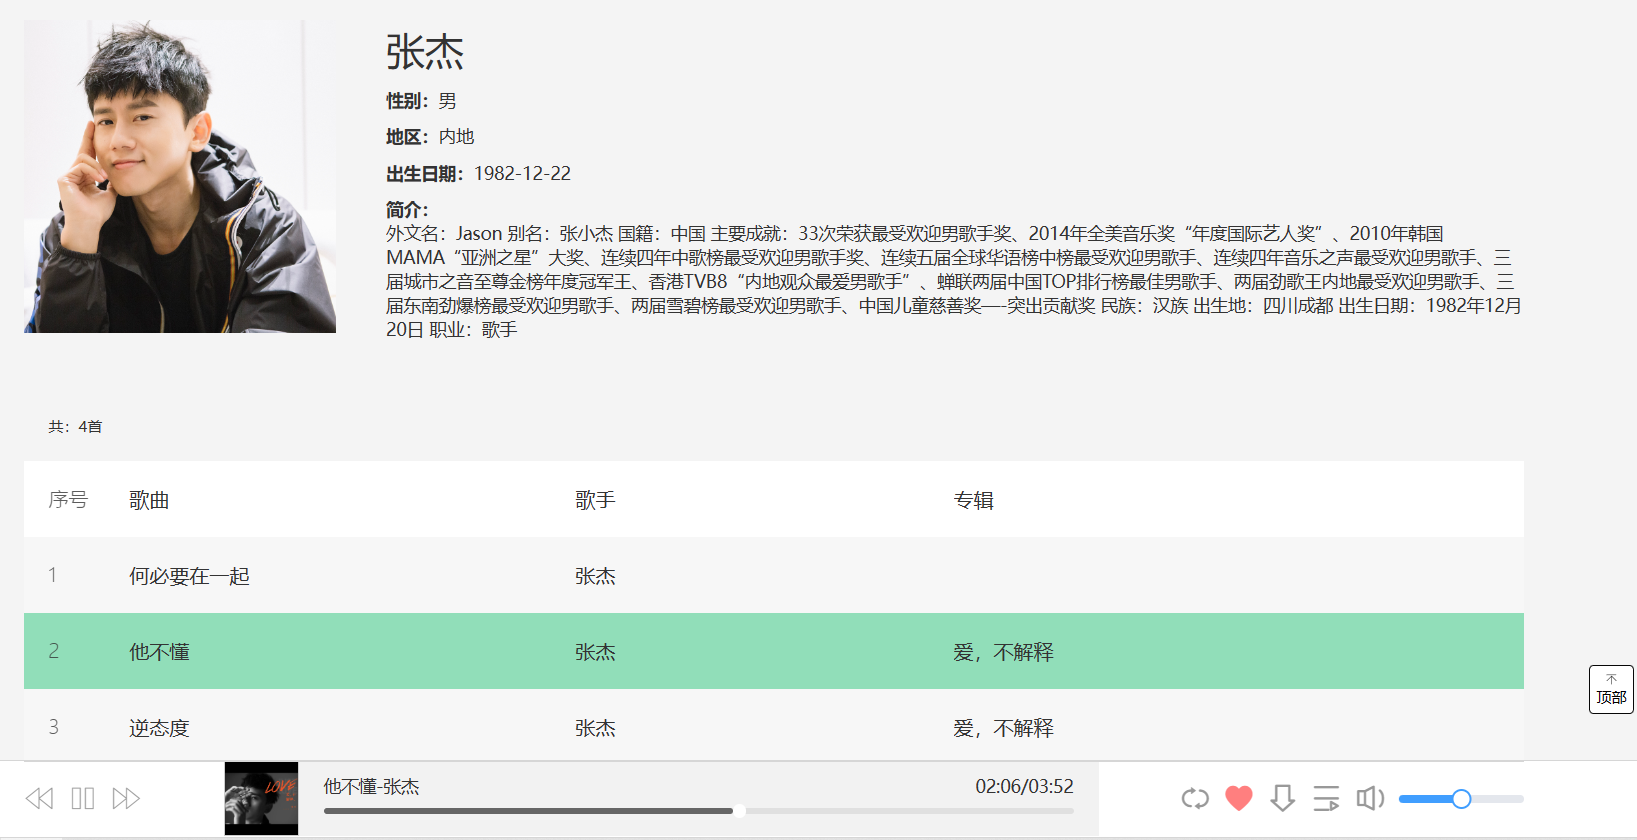 张杰
性别：男
地区：内地
出生日期：1982-12-22
简介：
外文名：Jason 别名：张小杰 国籍：中国 主要成就：33次荣获最受欢迎男歌手奖、2014年全美音乐奖“年度国际艺人奖”、2010年韩国
MAMA“亚洲之星”大奖、连续四年中歌榜最受欢迎男歌手奖、连续五届全球华语榜中榜最受欢迎男歌手、连续四年音乐之声最受欢迎男歌手、三
届城市之音至尊金榜年度冠军王、香港TVB8“内地观众最爱男歌手”、蝉联两届中国TOP排行榜最佳男歌手、两届劲歌王内地最受欢迎男歌手、三
届东南劲爆榜最受欢迎男歌手、两届雪碧榜最受欢迎男歌手、中国儿童慈善奖—-突出贡献奖 民族：汉族 出生地：四川成都 出生日期：1982年12月
20日 职业：歌手
共：4首
序号 歌曲 歌手 专辑
1 何必要在一起 张杰
2 他不懂 张杰 爱，不解释
3 逆态度 张杰 爱，不解释
顶部
LOVE
他不懂-张杰 02:06/03:52